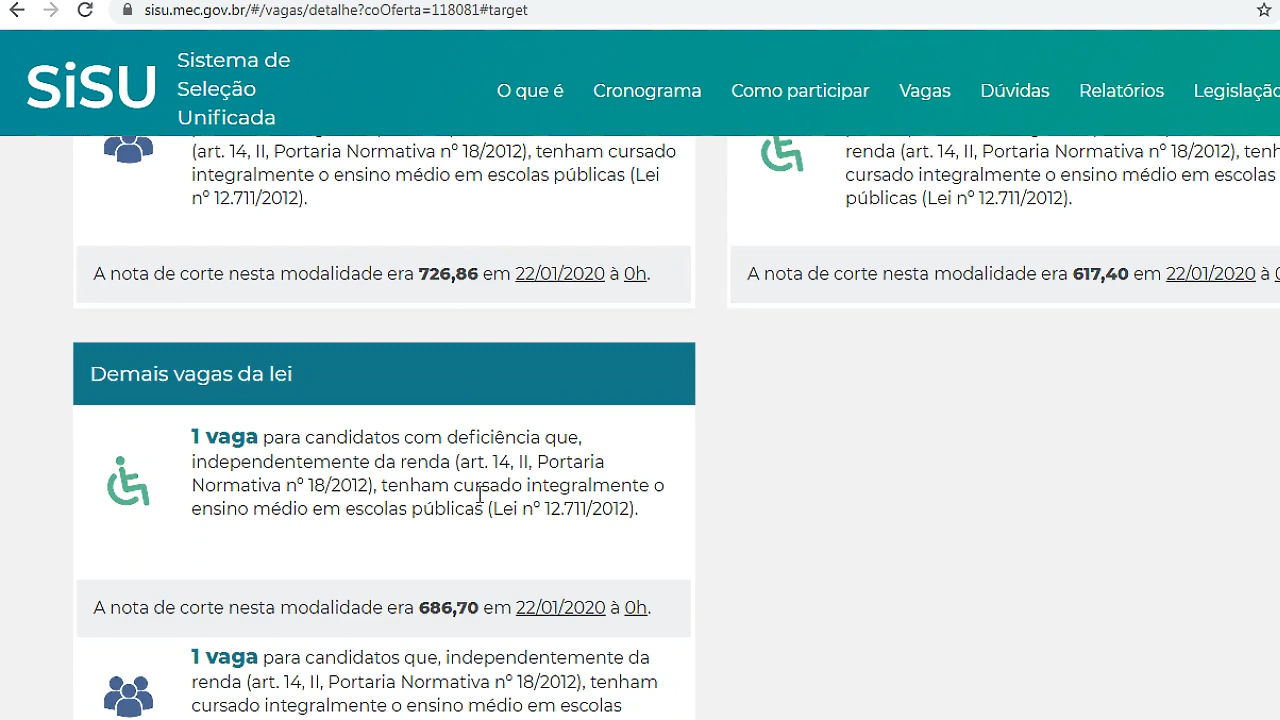 sisu.mec.gov.br/#/vagas/detalhe?coOferta=118081#target
SiSU
Sistema de
Seleção
Unificada
O que é
Cronograma
Como participar
Vagas
Dúvidas
Relatórios
Legislação
(art. 14, II, Portaria Normativa nº 18/2012), tenham cursado
integralmente o ensino médio em escolas públicas (Lei
nº 12.711/2012).
A nota de corte nesta modalidade era 726,86 em 22/01/2020 à 0h.
renda (art. 14, II, Portaria Normativa nº 18/2012), tenh
cursado integralmente o ensino médio em escolas
públicas (Lei nº 12.711/2012).
A nota de corte nesta modalidade era 617,40 em 22/01/2020 à
Demais vagas da lei
1 vaga para candidatos com deficiência que,
independentemente da renda (art. 14, II, Portaria
Normativa nº 18/2012), tenham cursado integralmente o
ensino médio em escolas públicas (Lei nº 12.711/2012).
A nota de corte nesta modalidade era 686,70 em 22/01/2020 à 0h.
1 vaga para candidatos que, independentemente da
renda (art. 14, II, Portaria Normativa nº 18/2012), tenham
cursado integralmente o ensino médio em escolas